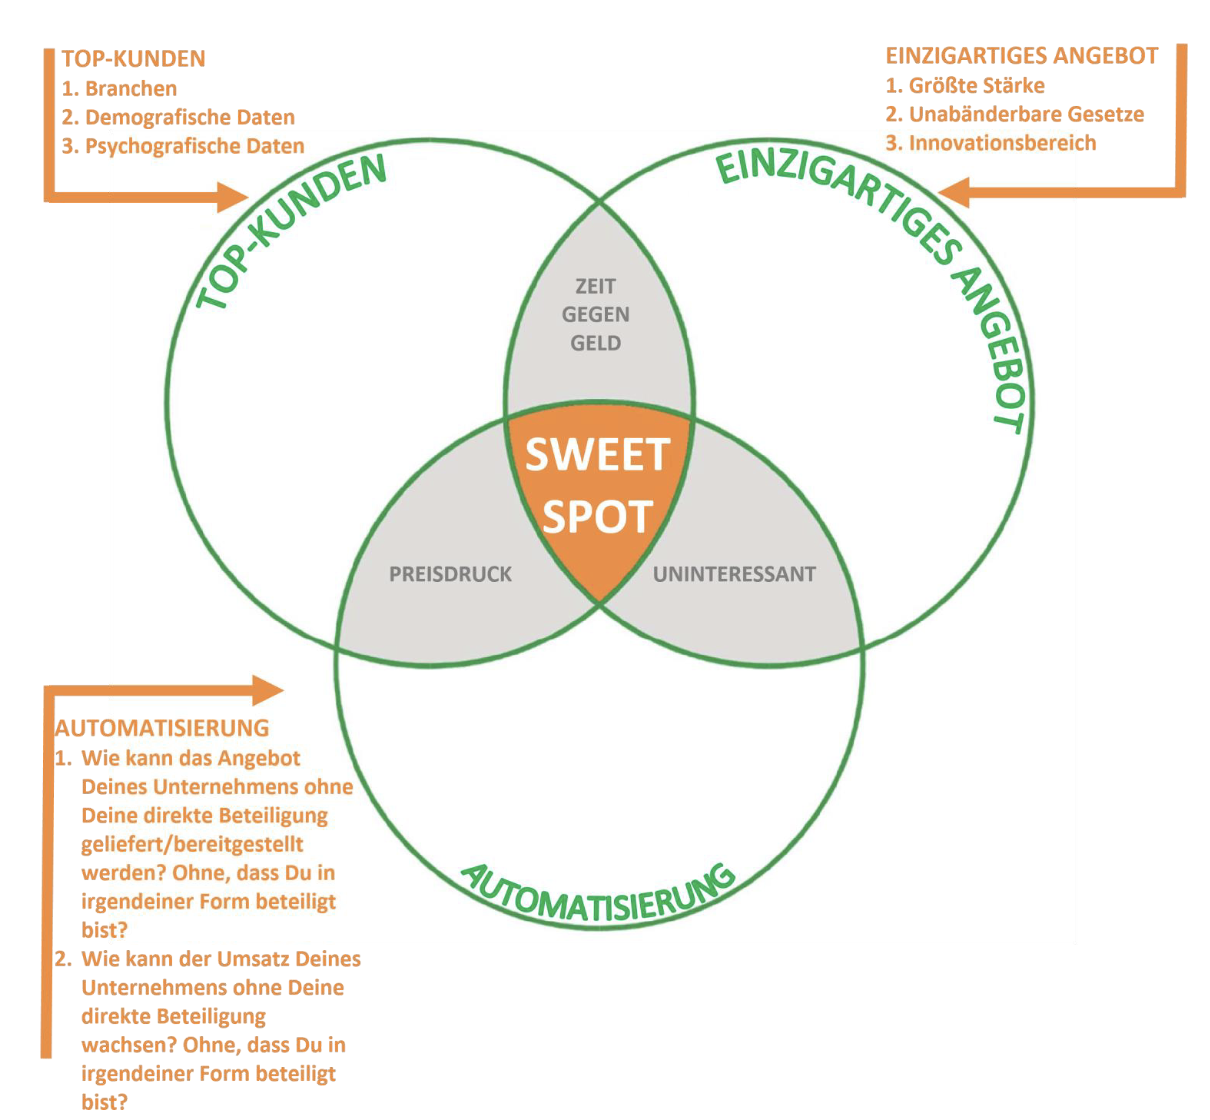 TOP-KUNDEN
1. Branchen
2. Demografische Daten
3. Psychografische Daten
EINZIGARTIGES ANGEBOT
1. Größte Stärke
2. Unabänderbare Gesetze
3. Innovationsbereich
TOP-KUNDEN
EINZIGARTIGES ANGEBOT
ZEIT
GEGEN
GELD
SWEET
SPOT
PREISDRUCK
UNINTERESSANT
AUTOMATISIERUNG
AUTOMATISIERUNG
1. Wie kann das Angebot
Deines Unternehmens ohne
Deine direkte Beteiligung
geliefert/bereitgestellt
werden? Ohne, dass Du in
irgendeiner Form beteiligt
bist?
2. Wie kann der Umsatz Deines
Unternehmens ohne Deine
direkte Beteiligung
wachsen? Ohne, dass Du in
irgendeiner Form beteiligt
bist?